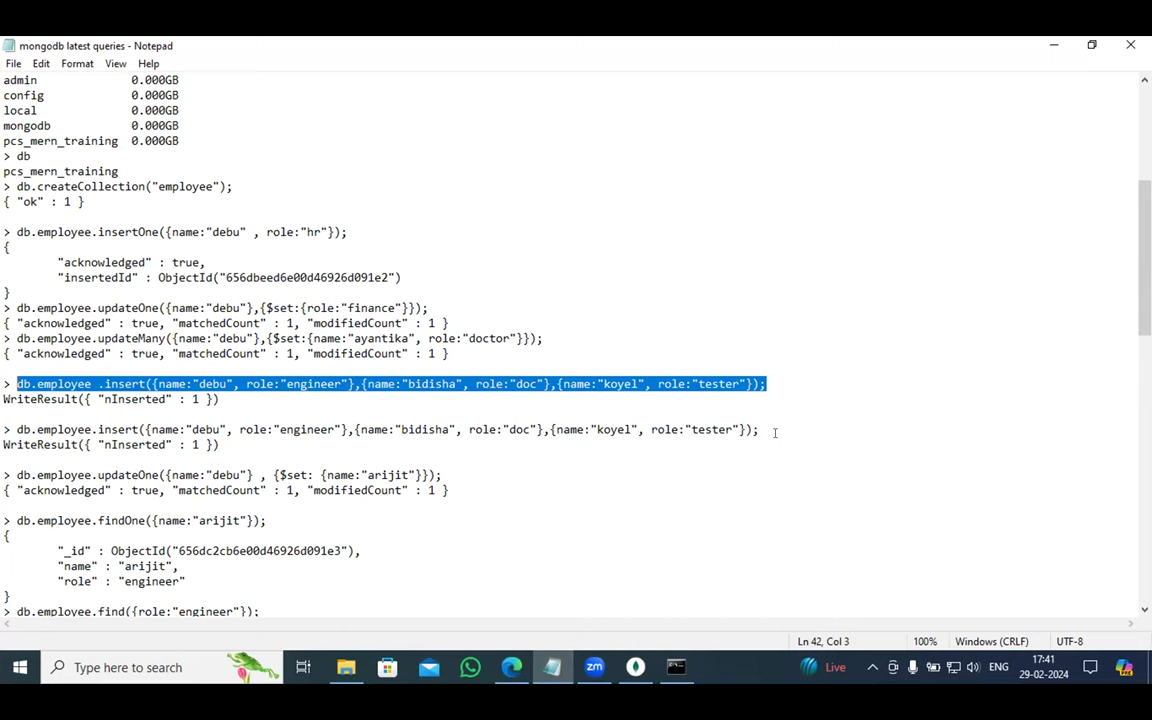 mongodb latest queries - Notepad
File Edit Format View Help
admin 0.000GB
config 0.000GB
local 0.000GB
mongodb 0.000GB
pcs_mern_training 0.000GB
> db
pcs_mern_training
> db.createCollection("employee");
{ "ok" : 1 }
> db.employee.insertOne({name:"debu" , role:"hr"});
{
"acknowledged" : true,
"insertedId" : ObjectId("656dbeed6e00d46926d091e2")
}
> db.employee.updateOne({name:"debu"},{$set:{role:"finance"}});
{ "acknowledged" : true, "matchedCount" : 1, "modifiedCount" : 1 }
> db.employee.updateMany({name:"debu"},{$set:{name:"ayantika", role:"doctor"}});
{ "acknowledged" : true, "matchedCount" : 1, "modifiedCount" : 1 }
> db.employee .insert({name:"debu", role:"engineer"},{name:"bidisha", role:"doc"},{name:"koyel", role:"tester"});
WriteResult({ "nInserted" : 1 })
> db.employee.insert({name:"debu", role:"engineer"},{name:"bidisha", role:"doc"},{name:"koyel", role:"tester"});
WriteResult({ "nInserted" : 1 })
> db.employee.updateOne({name:"debu"} , {$set: {name:"arijit"}});
{ "acknowledged" : true, "matchedCount" : 1, "modifiedCount" : 1 }
> db.employee.findOne({name:"arijit"});
{
"_id" : ObjectId("656dc2cb6e00d46926d091e3"),
"name" : "arijit",
"role" : "engineer"
}
> db.employee.find({role:"engineer"});
Ln 42, Col 3 100% Windows (CRLF) UTF-8
Type here to search zm Live ENG 17:41
29-02-2024